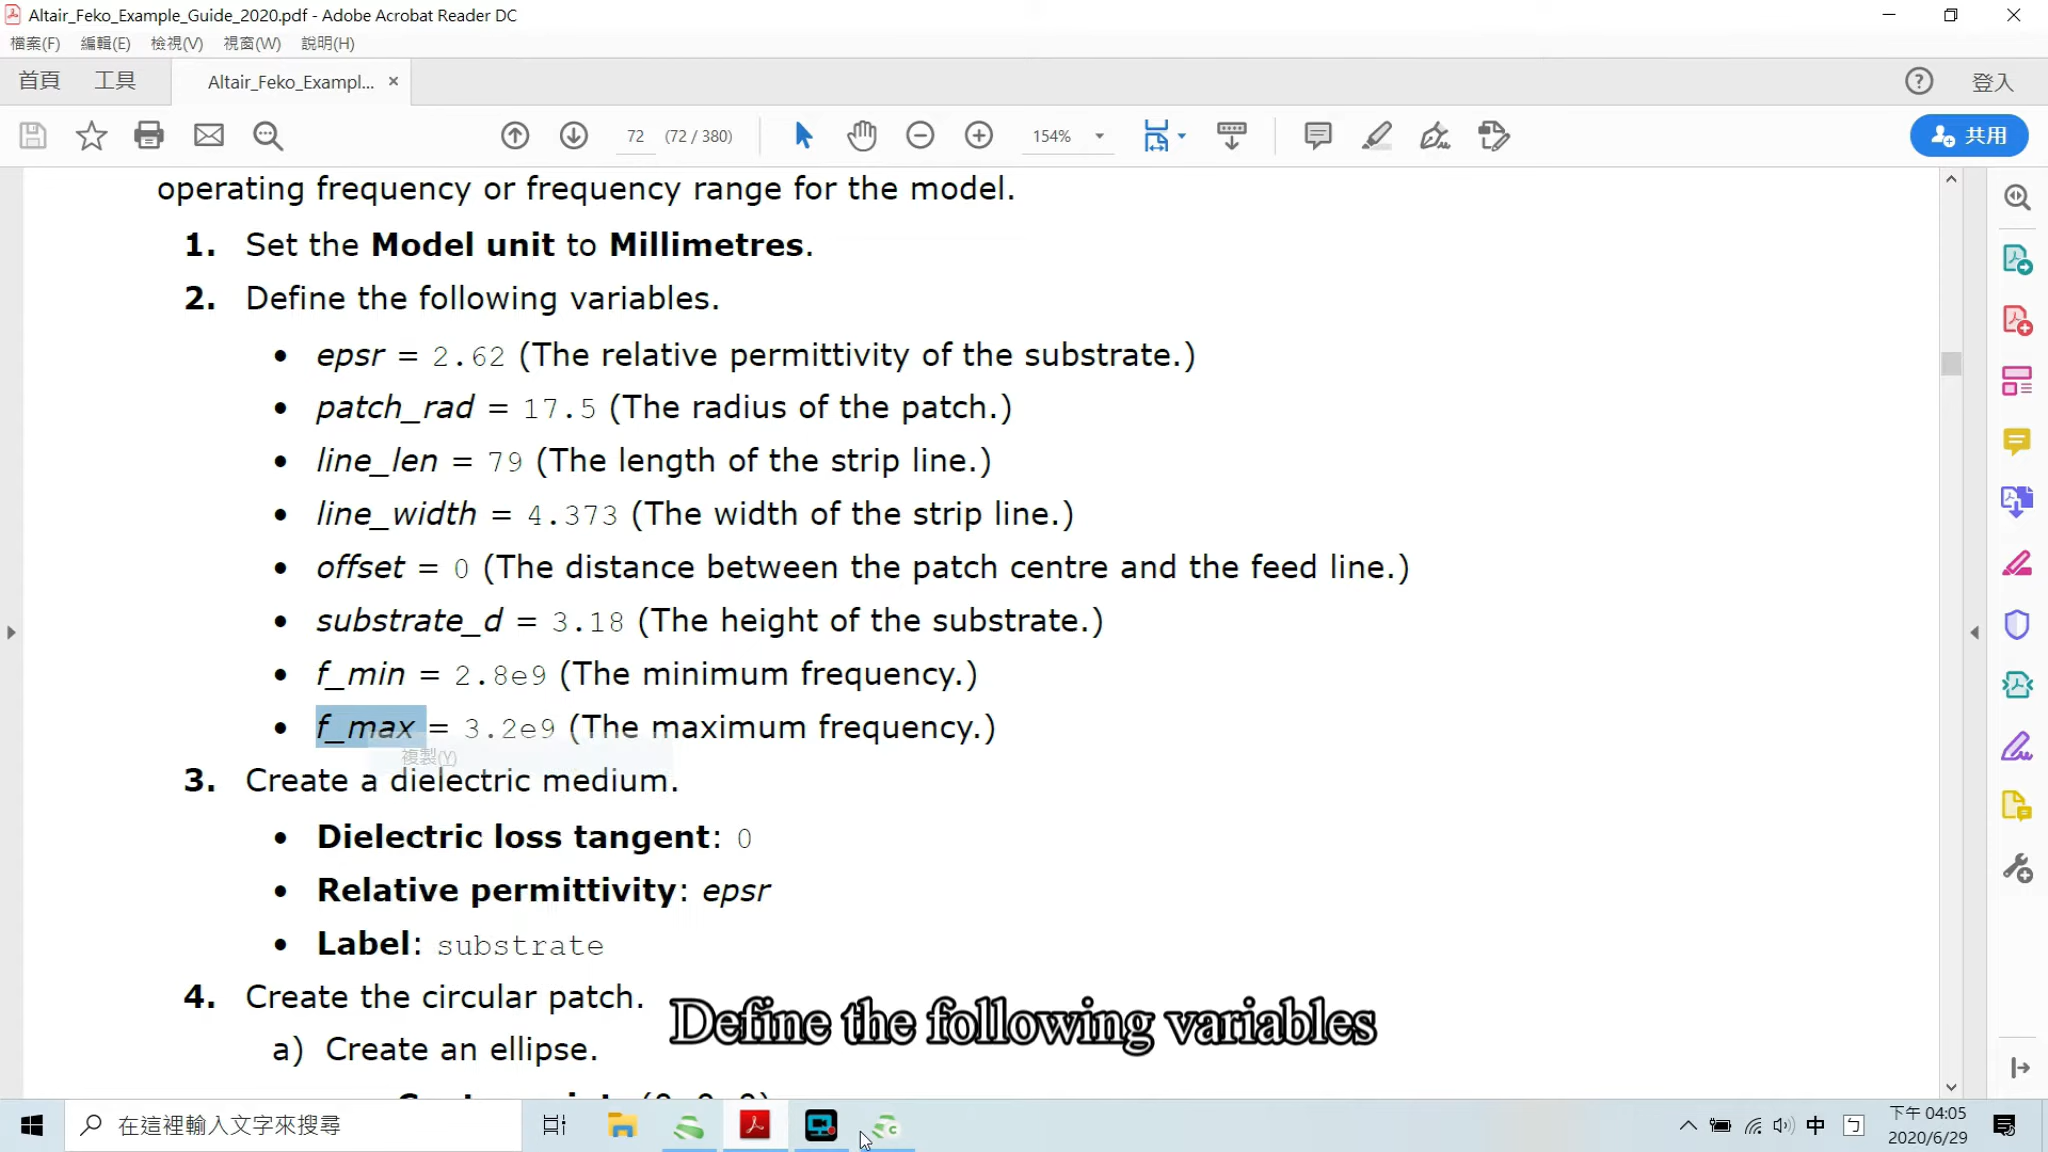 Altair_Feko_Example_Guide_2020.pdf - Adobe Acrobat Reader DC
檔案(F) 編輯(E) 檢視(V) 視窗(W) 說明(H)
首頁 工具 Altair_Feko_Exampl... × 登入
72 (72 / 380) 154% 共用
operating frequency or frequency range for the model.
1. Set the Model unit to Millimetres.
2. Define the following variables.
• epsr = 2.62 (The relative permittivity of the substrate.)
• patch_rad = 17.5 (The radius of the patch.)
• line_len = 79 (The length of the strip line.)
• line_width = 4.373 (The width of the strip line.)
• offset = 0 (The distance between the patch centre and the feed line.)
• substrate_d = 3.18 (The height of the substrate.)
• f_min = 2.8e9 (The minimum frequency.)
• f_max = 3.2e9 (The maximum frequency.)
複製(Y)
3. Create a dielectric medium.
• Dielectric loss tangent: 0
• Relative permittivity: epsr
• Label: substrate
4. Create the circular patch.
Define the following variables
a) Create an ellipse.
在這裡輸入文字來搜尋
中 下午 04:05
2020/6/29